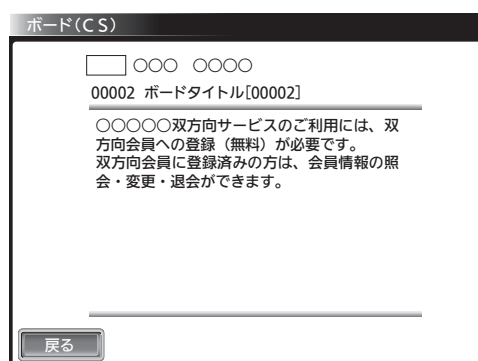 ボード(CS)
○○○ ○○○○
00002 ボードタイトル[00002]
○○○○○双方向サービスのご利用には、双
方向会員への登録（無料）が必要です。
双方向会員に登録済みの方は、会員情報の照
会・変更・退会ができます。
戻る